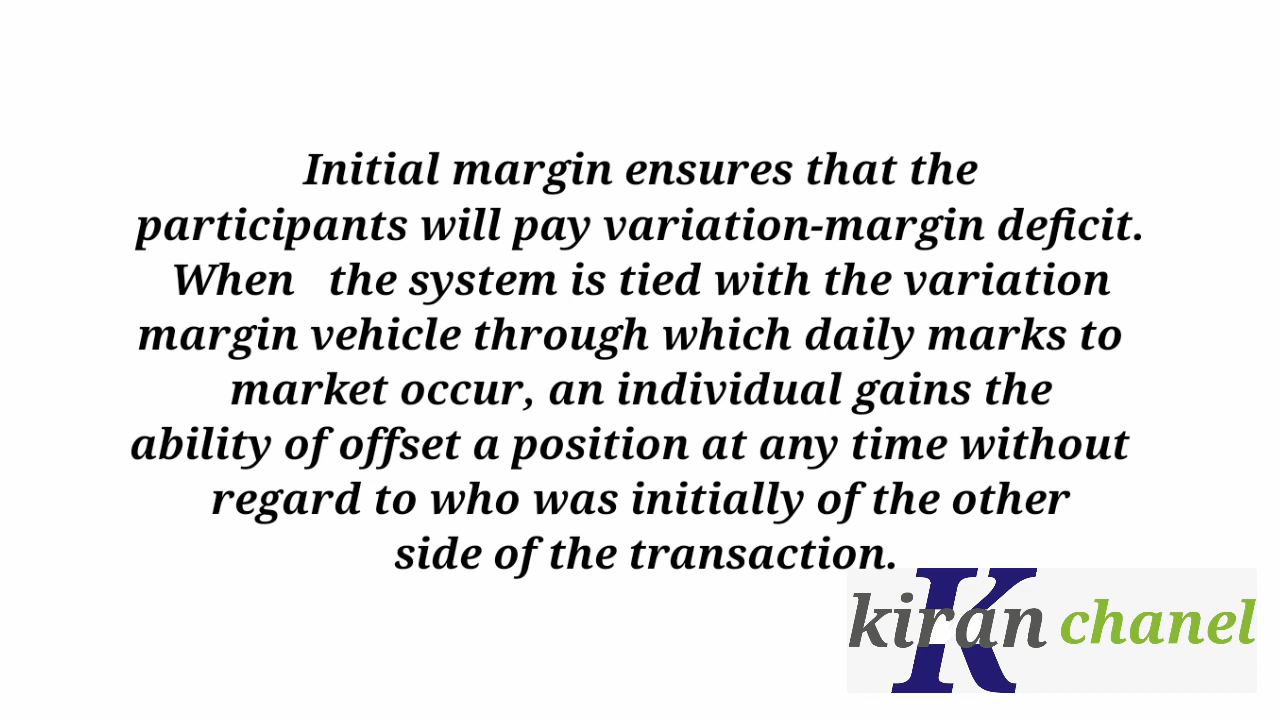 Initial margin ensures that the
participants will pay variation-margin deficit.
When the system is tied with the variation
margin vehicle through which daily marks to
market occur, an individual gains the
ability of offset a position at any time without
regard to who was initially of the other
side of the transaction.
K
kiran chanel